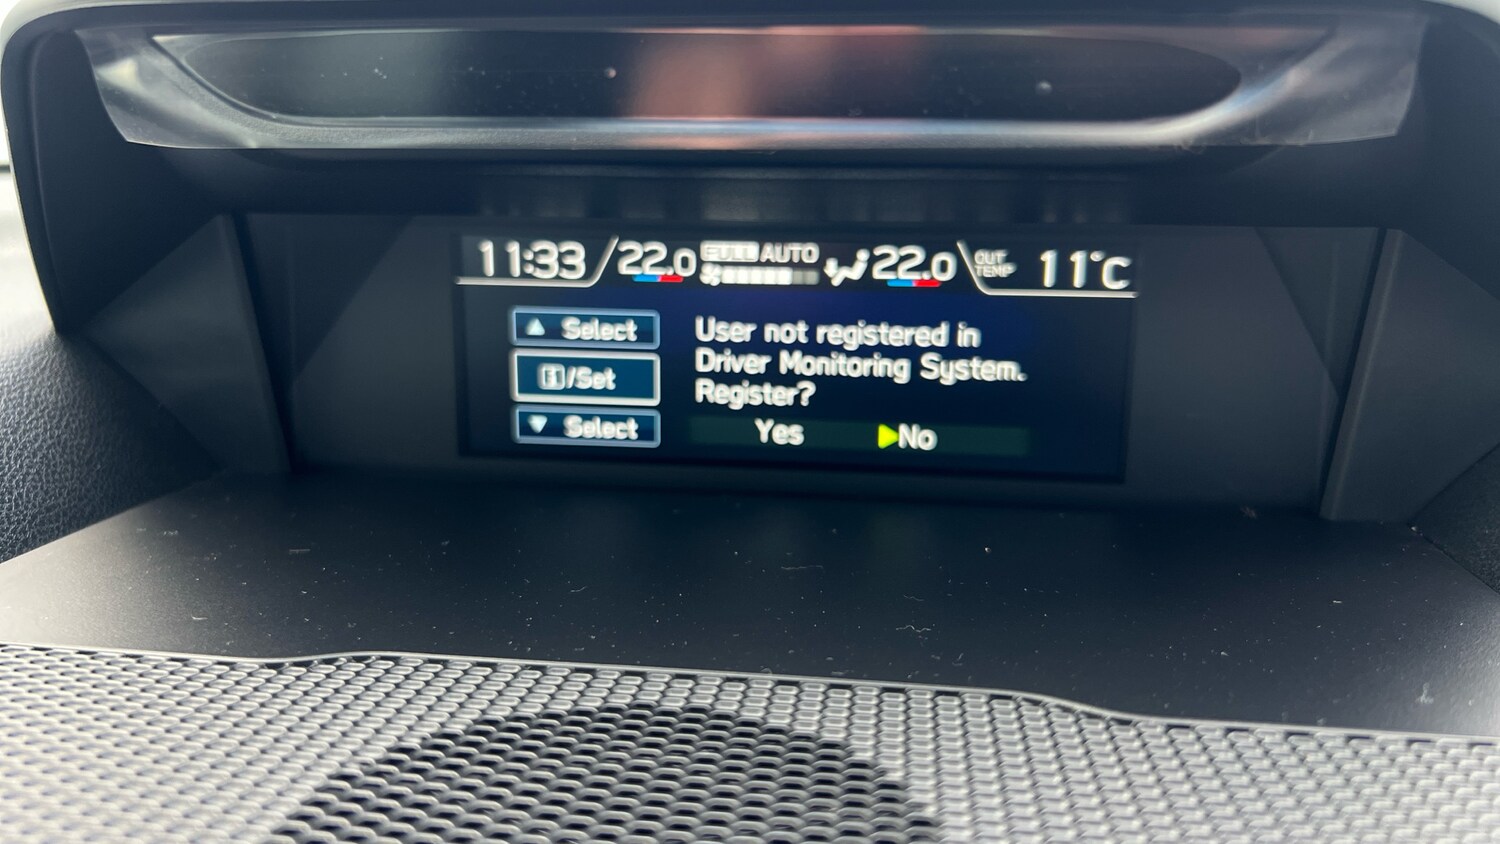 11:33 22.0 FULL AUTO 22.0 OUT TEMP 11°C
▲ Select
i/Set
▼ Select
User not registered in
Driver Monitoring System.
Register?
Yes ▶No